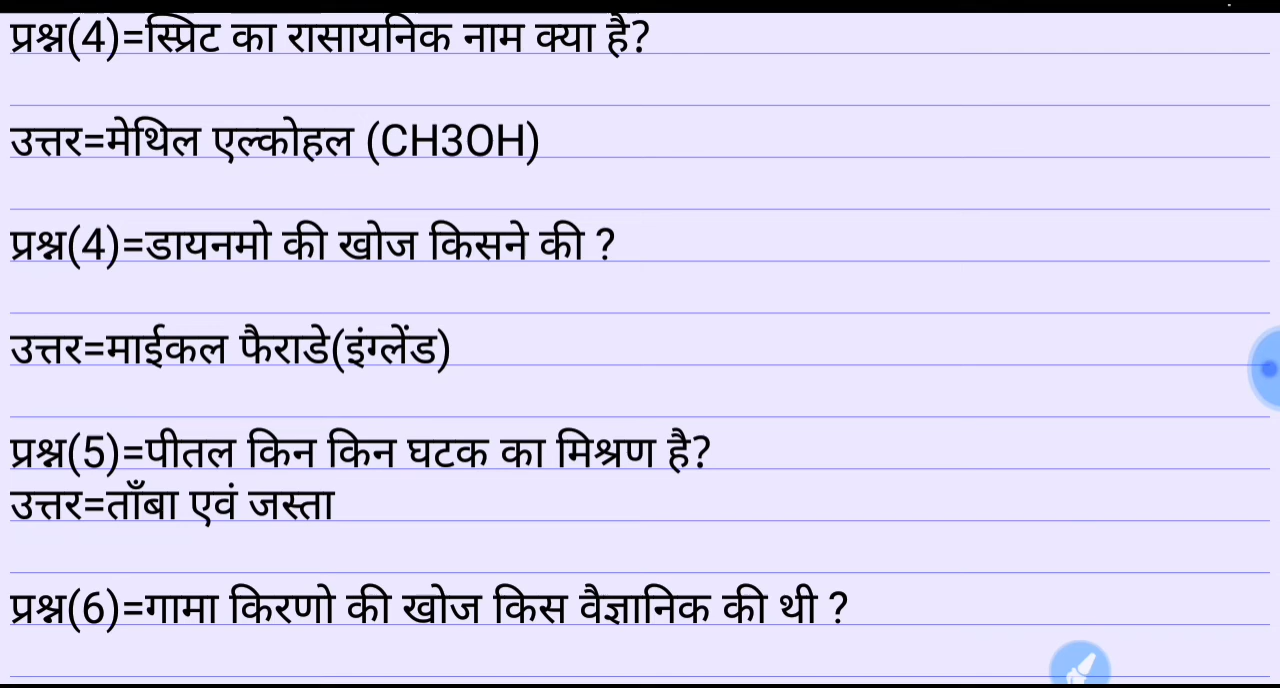 प्रश्न(4)=स्प्रिट का रासायनिक नाम क्या है?
उत्तर=मेथिल एल्कोहल (CH3OH)
प्रश्न(4)=डायनमो की खोज किसने की ?
उत्तर=माईकल फैराडे(इंग्लेंड)
प्रश्न(5)=पीतल किन किन घटक का मिश्रण है?
उत्तर=ताँबा एवं जस्ता
प्रश्न(6)=गामा किरणो की खोज किस वैज्ञानिक की थी ?